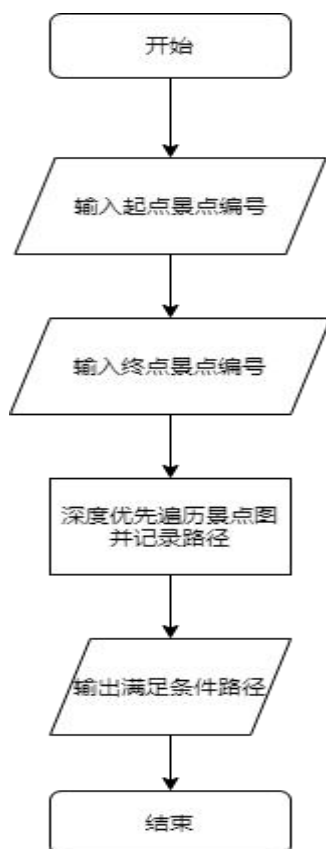 开始
输入起点景点编号
输入终点景点编号
深度优先遍历景点图
并记录路径
输出满足条件路径
结束